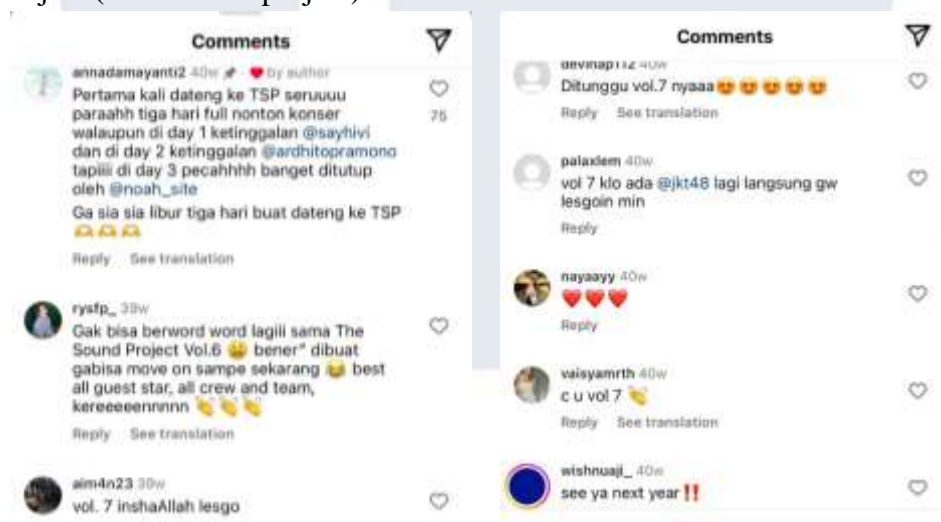 Comments
annadamayanti2 40w by author
Pertama kali dateng ke TSP seruuuu
paraahh tiga hari full nonton konser
walaupun di day 1 ketinggalan @sayhivi
dan di day 2 ketinggalan @ardhitopramono
tapiiii di day 3 pecahhhh banget ditutup
oleh @noah_site
Ga sia sia libur tiga hari buat dateng ke TSP
🫶🫶🫶
75
Reply See translation
rysfp_ 39w
Gak bisa berword word lagiii sama The
Sound Project Vol.6 😩 bener" dibuat
gabisa move on sampe sekarang 😂 best
all guest star, all crew and team,
kereeeeennnnn 👏👏👏
Reply See translation
aim4n23 39w
vol. 7 inshaAllah lesgo
Comments
devinap112 40w
Ditunggu vol.7 nyaaa😍😍😍😍😍
Reply See translation
palaxlem 40w
vol 7 klo ada @jkt48 lagi langsung gw
lesgoin min
Reply
nayaayy 40w
❤️❤️❤️
Reply
vaisyamrth 40w
c u vol 7 👏
Reply See translation
wishnuaji_ 40w
see ya next year‼️